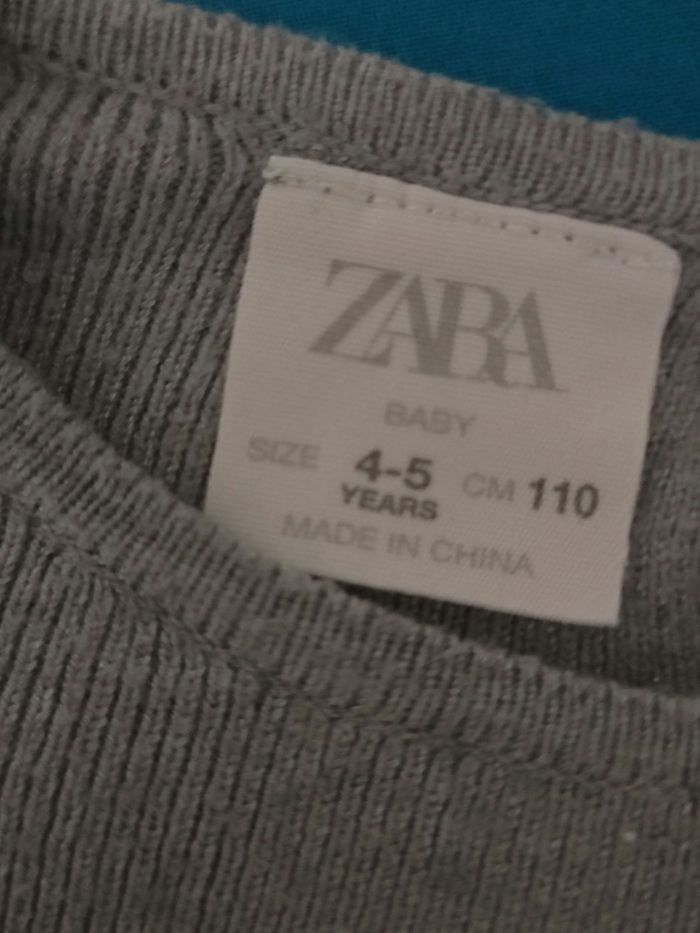 ZARA
BABY
SIZE 4-5 YEARS CM 110
MADE IN CHINA